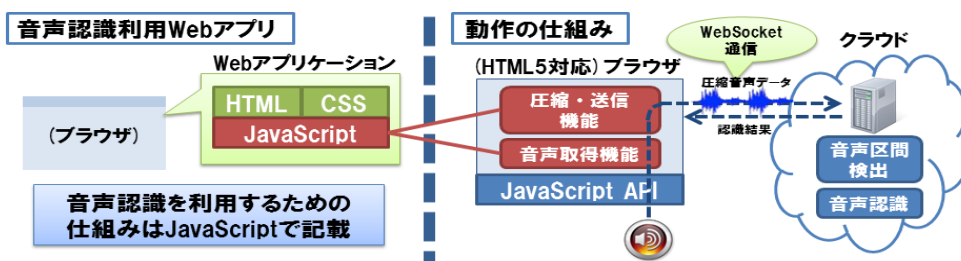 音声認識利用Webアプリ
Webアプリケーション
HTML
CSS
JavaScript
(ブラウザ)
音声認識を利用するための
仕組みはJavaScriptで記載
動作の仕組み
(HTML5対応)ブラウザ
圧縮・送信
機能
音声取得機能
JavaScript API
WebSocket
通信
圧縮音声データ
認識結果
クラウド
音声区間
検出
音声認識